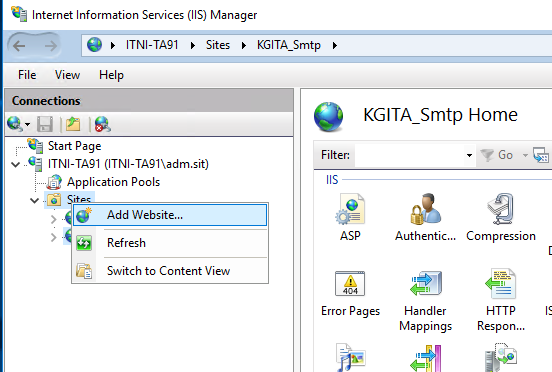 Internet Information Services (IIS) Manager
ITNI-TA91 Sites KGITA_Smtp
File View Help
Connections
Start Page
ITNI-TA91 (ITNI-TA91\adm.sit)
Application Pools
Sites
Add Website...
Refresh
Switch to Content View
KGITA_Smtp Home
Filter: Go
IIS
ASP Authentic... Compression
Error Pages Handler Mappings HTTP Respon...
404